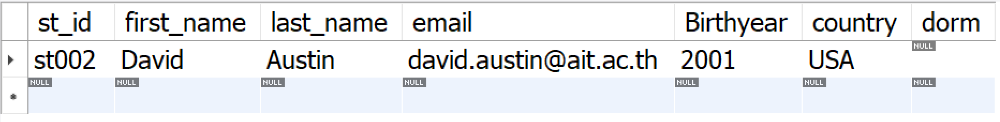 st_id first_name last_name email Birthyear country dorm
st002 David Austin david.austin@ait.ac.th 2001 USA NULL
NULL NULL NULL NULL NULL NULL NULL